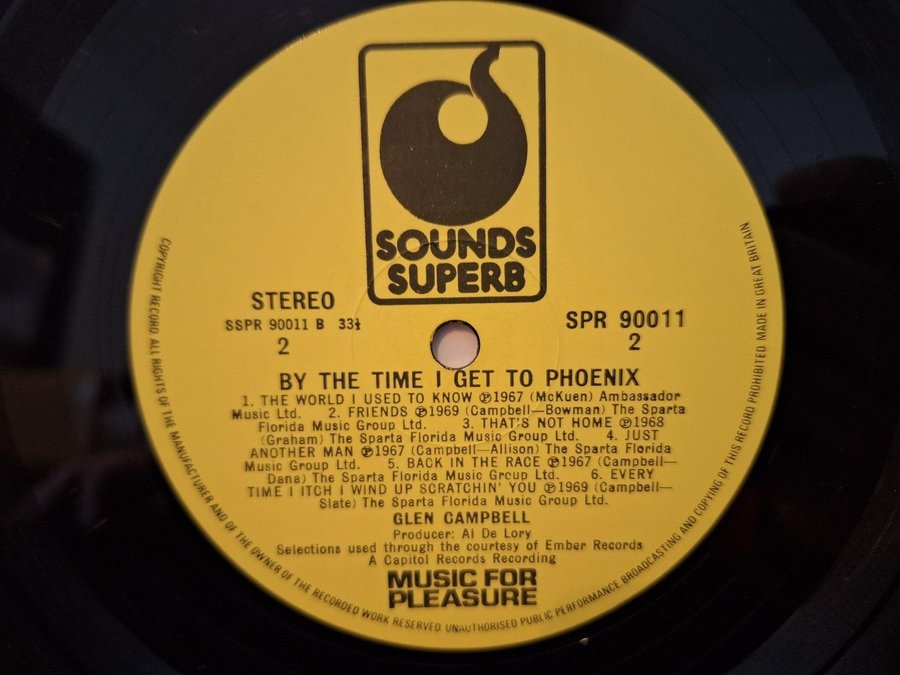 SOUNDS
SUPERB
STEREO
SSPR 90011 B 33⅓
2
SPR 90011
2
BY THE TIME I GET TO PHOENIX
1. THE WORLD I USED TO KNOW ℗1967 (McKuen) Ambassador
Music Ltd. 2. FRIENDS ℗1969 (Campbell—Bowman) The Sparta
Florida Music Group Ltd. 3. THAT'S NOT HOME ℗1968
(Graham) The Sparta Florida Music Group Ltd. 4. JUST
ANOTHER MAN ℗1967 (Campbell—Allison) The Sparta Florida
Music Group Ltd. 5. BACK IN THE RACE ℗1967 (Campbell—
Dana) The Sparta Florida Music Group Ltd. 6. EVERY
TIME I ITCH I WIND UP SCRATCHIN' YOU ℗1969 (Campbell—
Slate) The Sparta Florida Music Group Ltd.
GLEN CAMPBELL
Producer: Al De Lory
Selections used through the courtesy of Ember Records
A Capitol Records Recording
MUSIC FOR
PLEASURE
COPYRIGHT RECORD ALL RIGHTS OF THE MANUFACTURER AND OF THE OWNER OF THE RECORDED WORK RESERVED UNAUTHORISED PUBLIC PERFORMANCE BROADCASTING AND COPYING OF THIS RECORD PROHIBITED MADE IN GREAT BRITAIN